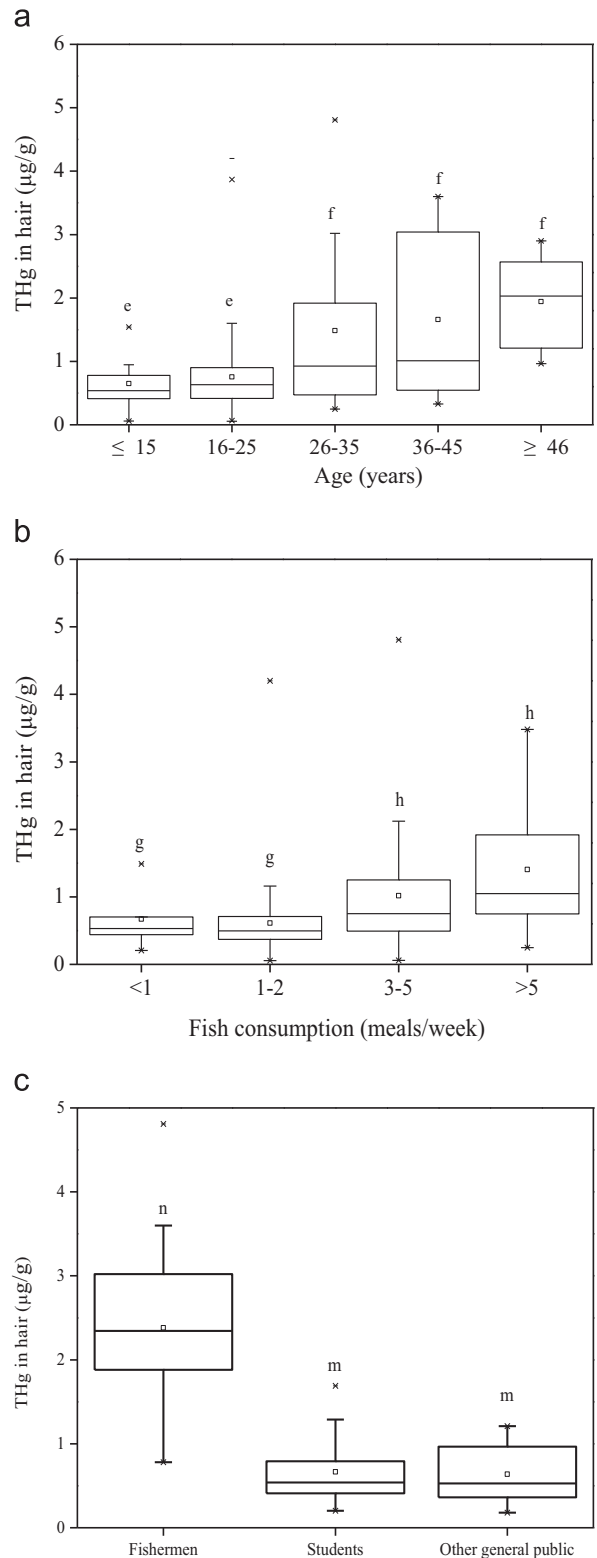 a
6
5
4
3
2
1
0
THg in hair (µg/g)
e
e
f
f
f
≤ 15 16-25 26-35 36-45 ≥ 46
Age (years)
b
6
5
4
3
2
1
0
THg in hair (µg/g)
g
g
h
h
<1 1-2 3-5 >5
Fish consumption (meals/week)
c
5
4
3
2
1
0
THg in hair (µg/g)
n
m
m
Fishermen Students Other general public